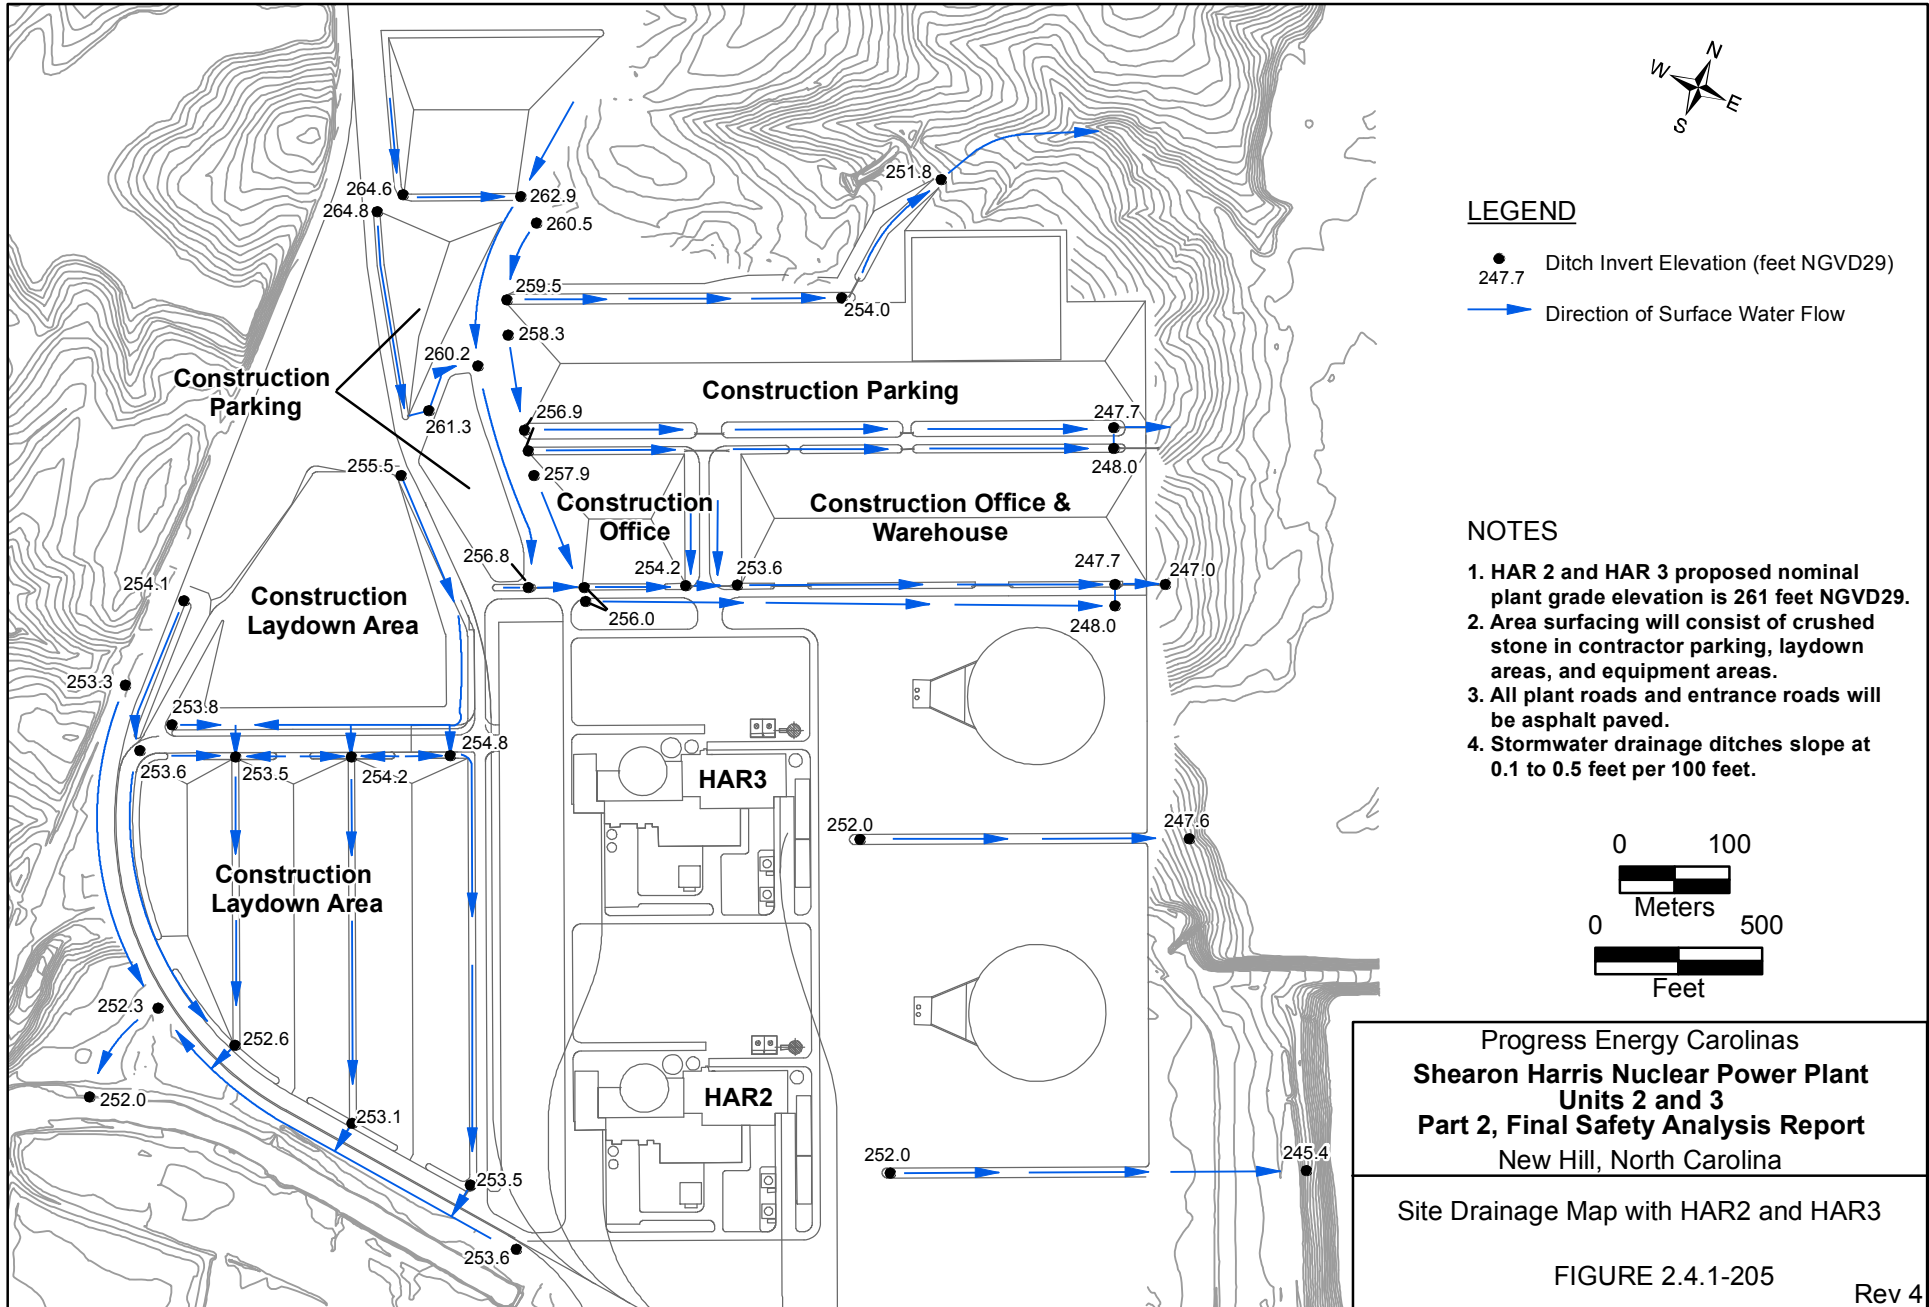 N
W
E
S
251.8
264.6
262.9
264.8
260.5
LEGEND
Ditch Invert Elevation (feet NGVD29)
247.7
259.5
254.0
Direction of Surface Water Flow
258.3
260.2
Construction
Parking
Construction Parking
256.9
247.7
261.3
255.5
257.9
248.0
Construction
Office
Construction Office &
Warehouse
NOTES
256.8
254.2
253.6
247.7
247.0
1. HAR 2 and HAR 3 proposed nominal
plant grade elevation is 261 feet NGVD29.
2. Area surfacing will consist of crushed
stone in contractor parking, laydown
areas, and equipment areas.
3. All plant roads and entrance roads will
be asphalt paved.
4. Stormwater drainage ditches slope at
0.1 to 0.5 feet per 100 feet.
254.1
Construction
Laydown Area
256.0
248.0
253.3
253.8
254.8
253.6
253.5
254.2
HAR3
252.0
247.6
0 100
Meters
0 500
Feet
Construction
Laydown Area
252.3
252.6
252.0
253.1
HAR2
252.0
245.4
253.5
253.6
Progress Energy Carolinas
Shearon Harris Nuclear Power Plant
Units 2 and 3
Part 2, Final Safety Analysis Report
New Hill, North Carolina
Site Drainage Map with HAR2 and HAR3
FIGURE 2.4.1-205
Rev 4